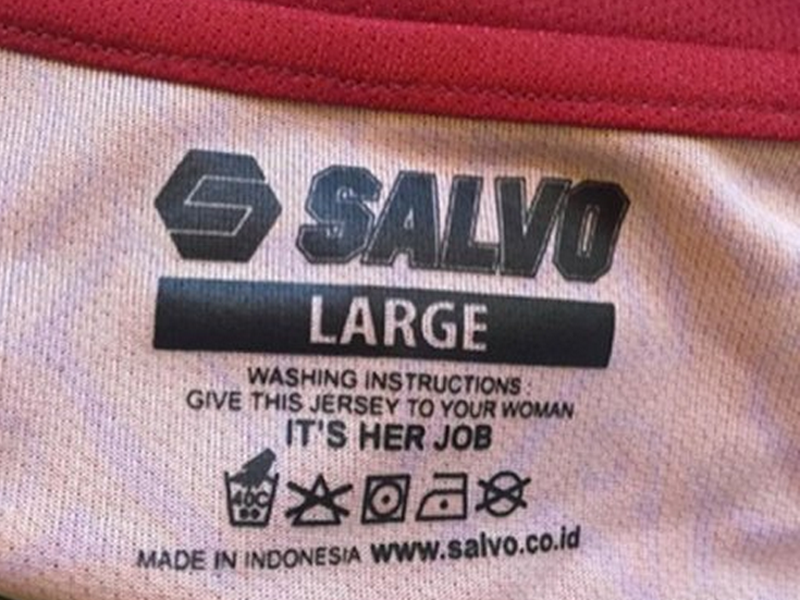 SALVO
LARGE
WASHING INSTRUCTIONS :
GIVE THIS JERSEY TO YOUR WOMAN
IT'S HER JOB
40C
MADE IN INDONESIA www.salvo.co.id